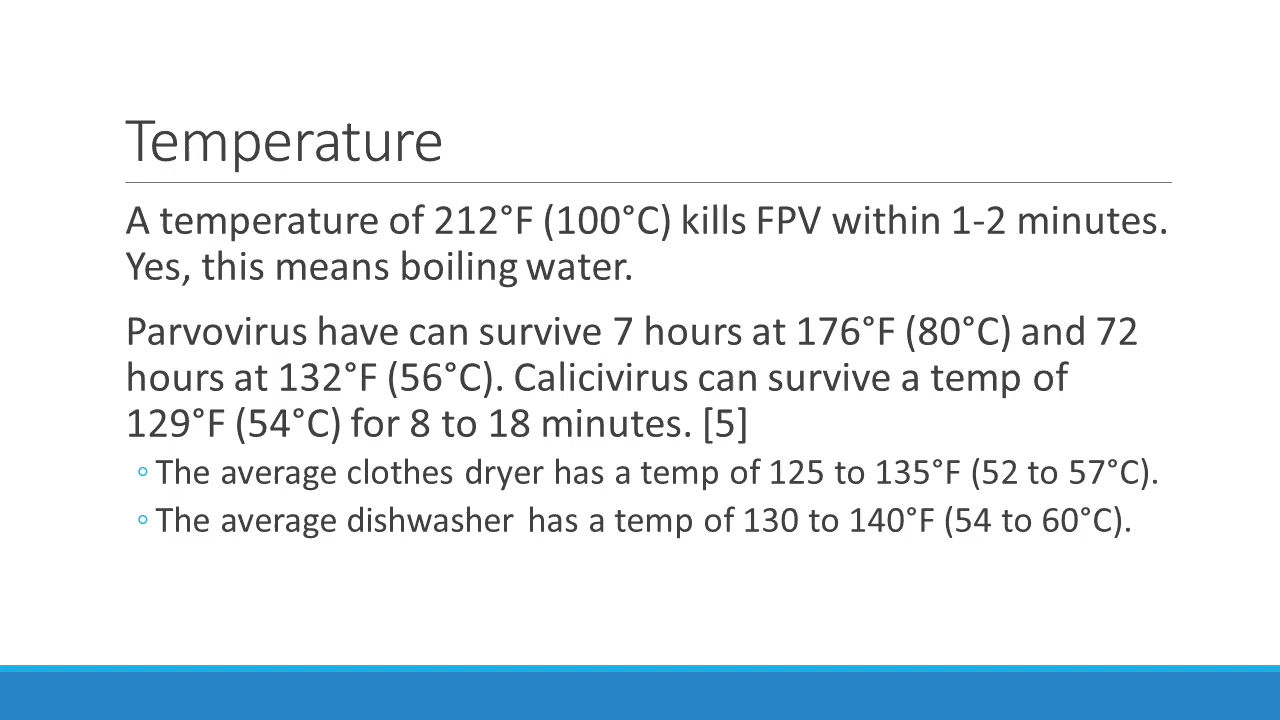 Temperature
A temperature of 212°F (100°C) kills FPV within 1-2 minutes.
Yes, this means boiling water.
Parvovirus have can survive 7 hours at 176°F (80°C) and 72
hours at 132°F (56°C). Calicivirus can survive a temp of
129°F (54°C) for 8 to 18 minutes. [5]
◦ The average clothes dryer has a temp of 125 to 135°F (52 to 57°C).
◦ The average dishwasher has a temp of 130 to 140°F (54 to 60°C).